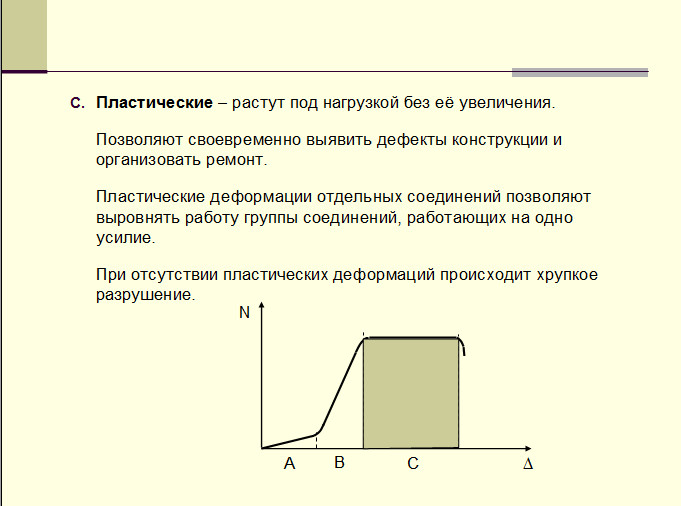 C. Пластические – растут под нагрузкой без её увеличения.
Позволяют своевременно выявить дефекты конструкции и
организовать ремонт.
Пластические деформации отдельных соединений позволяют
выровнять работу группы соединений, работающих на одно
усилие.
При отсутствии пластических деформаций происходит хрупкое
разрушение.
N
A B C Δ